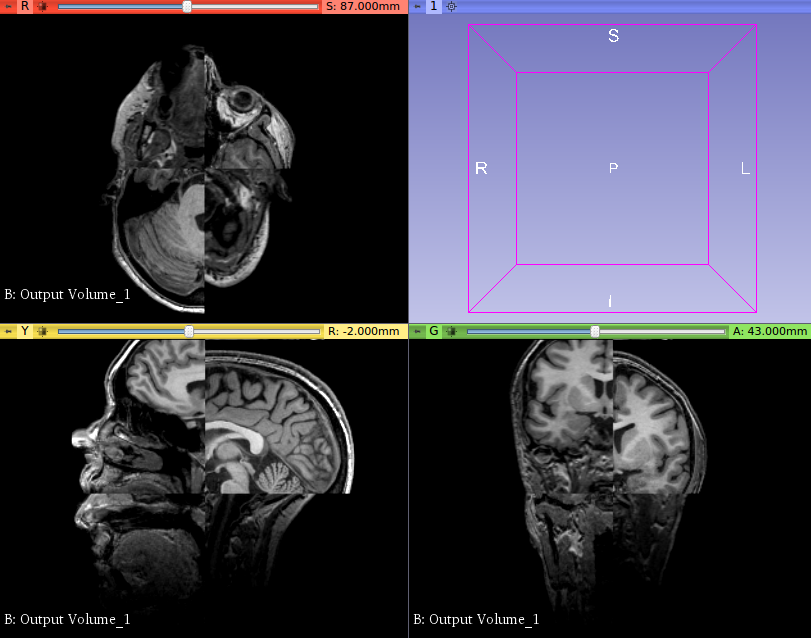 R S: 87.000mm
B: Output Volume_1
1
S
R P L
I
Y R: -2.000mm
B: Output Volume_1
G A: 43.000mm
B: Output Volume_1